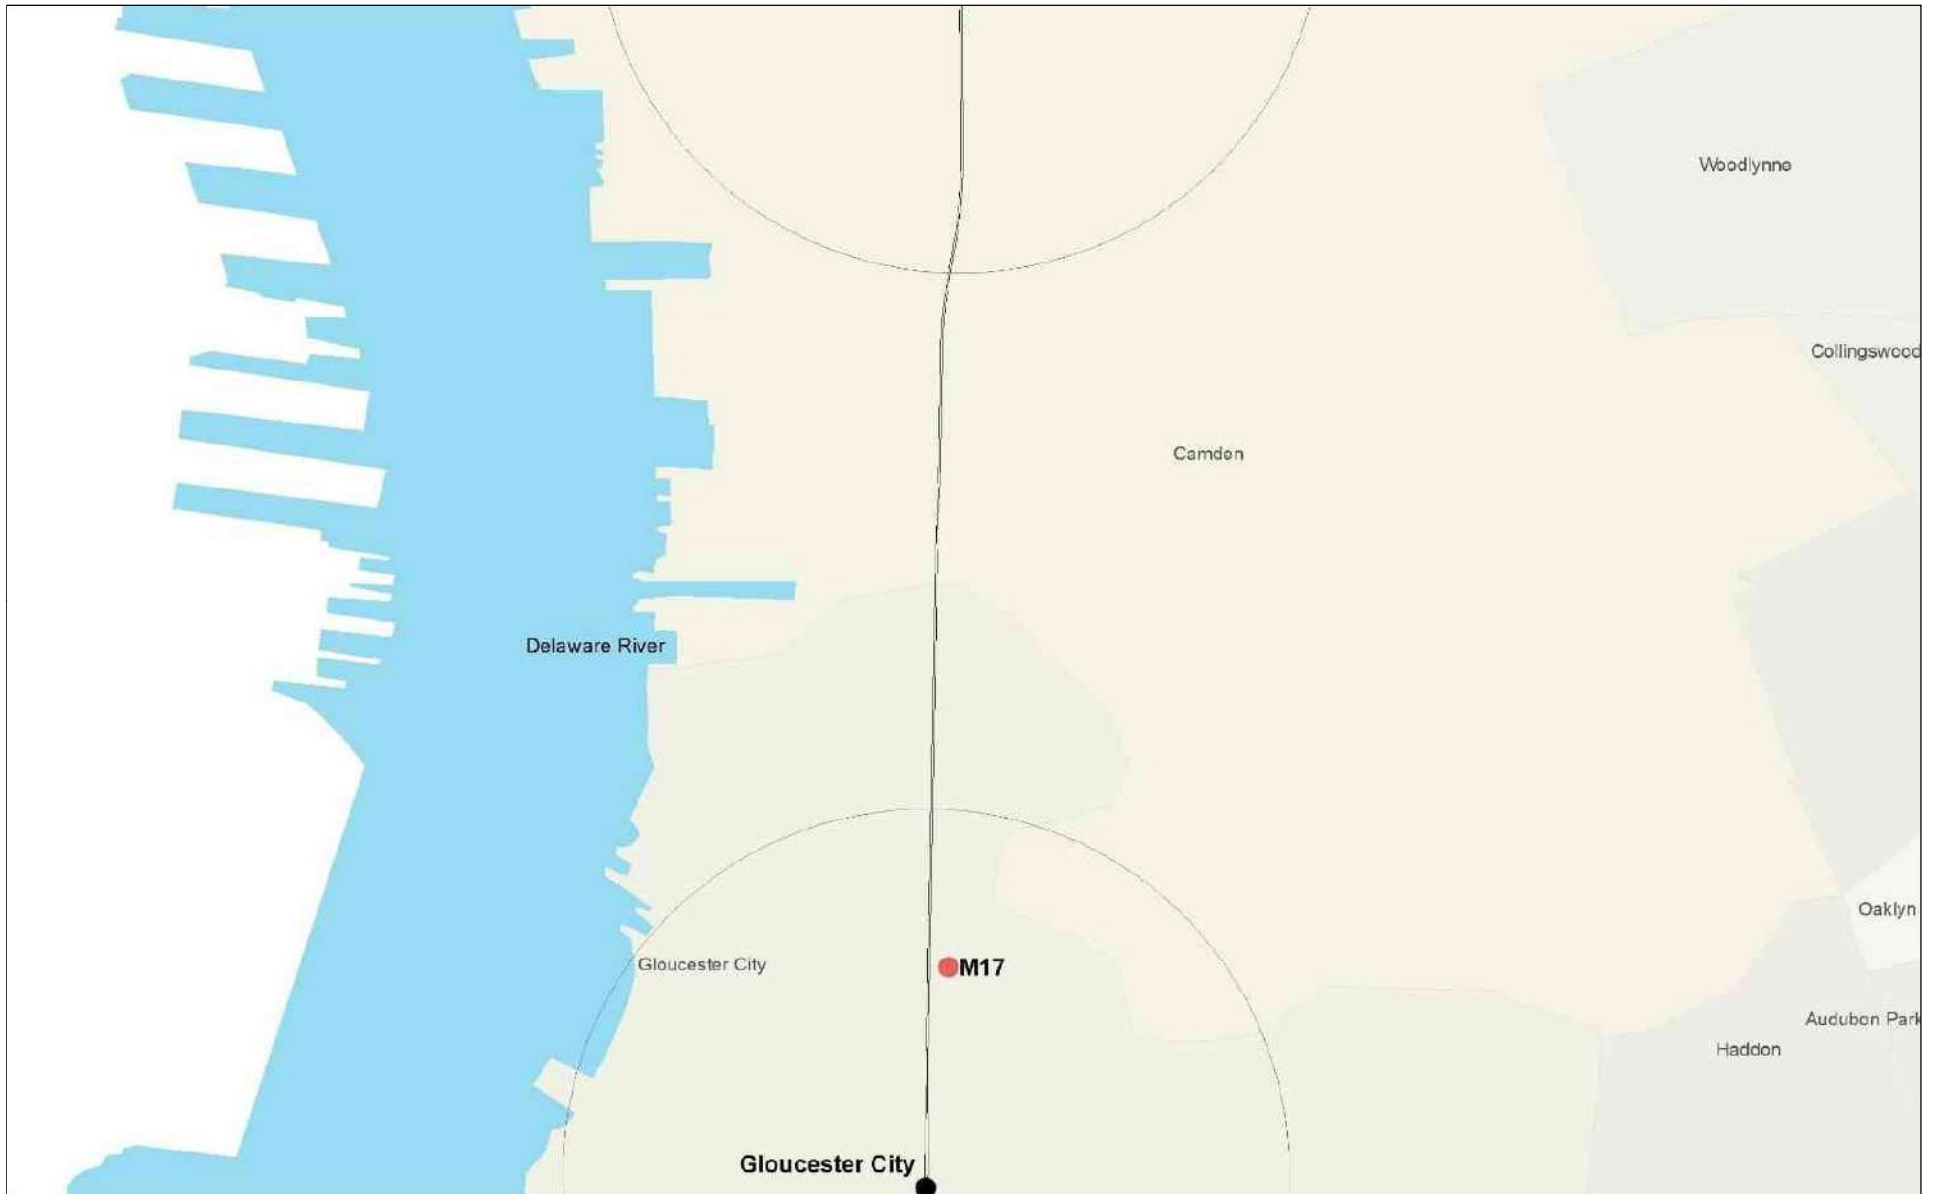 Woodlynne
Collingswood
Camden
Delaware River
Oaklyn
Gloucester City
M17
Audubon Park
Haddon
Gloucester City